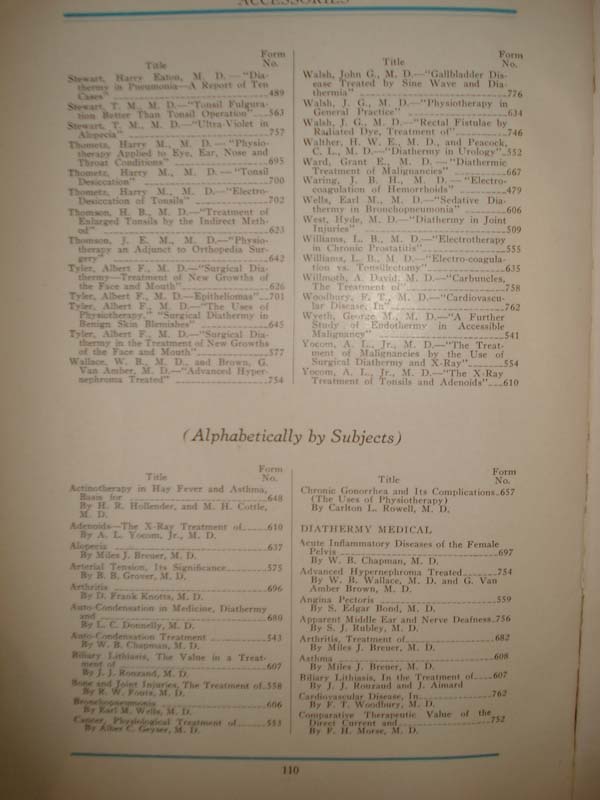 ACCESSORIES
Form
Title No.
Stewart, Harry Eaton, M. D.—"Dia-
thermy in Pneumonia—A Report of Ten
Cases" 489
Stewart, T. M., M. D.—"Tonsil Fulgura-
tion Better Than Tonsil Operation" 563
Stewart, T. M., M. D.—"Ultra-Violet in
Alopecia" 757
Thometz, Harry M., M. D.—"Physio-
therapy Applied to Eye, Ear, Nose and
Throat Conditions" 695
Thometz, Harry M., M. D.—"Tonsil
Desiccation" 700
Thometz, Harry M., M. D.—"Electro-
Desiccation of Tonsils" 702
Thomson, H. B., M. D.—"Treatment of
Enlarged Tonsils by the Indirect Meth-
od" 623
Thomson, J. E. M., M. D.—"Physio-
therapy an Adjunct to Orthopedia Sur-
gery" 642
Tyler, Albert F., M. D.—"Surgical Dia-
thermy—Treatment of New Growths of
the Face and Mouth" 626
Tyler, Albert F., M. D.—Epitheliomas" 701
Tyler, Albert F., M. D.—"The Uses of
Physiotherapy," "Surgical Diathermy in
Benign Skin Blemishes" 645
Tyler, Albert F., M. D.—"Surgical Dia-
thermy in the Treatment of New Growths
of the Face and Mouth" 577
Wallace, W. B., M. D., and Brown, G.
Van Amber, M. D.—"Advanced Hyper-
nephroma Treated" 754
Form
Title No.
Walsh, John G., M. D.—"Gallbladder Dis-
ease Treated by Sine Wave and Dia-
thermia" 776
Walsh, J. G., M. D.—"Physiotherapy in
General Practice" 634
Walsh, J. G., M. D.—"Rectal Fistulae by
Radiated Dye, Treatment of" 746
Walther, H. W. E., M. D., and Peacock,
C. L., M. D.—"Diathermy in Urology" 552
Ward, Grant E., M. D.—"Diathermic
Treatment of Malignancies" 667
Waring, J. B. H., M. D.—"Electro-
coagulation of Hemorrhoids" 479
Wells, Earl M., M. D.—"Sedative Dia-
thermy in Bronchopneumonia" 606
West, Hyde, M. D.—"Diathermy in Joint
Injuries" 509
Williams, L. B., M. D.—"Electrotherapy
in Chronic Prostatitis" 555
Williams, L. B., M. D.—"Electro-coagula-
tion vs. Tonsillectomy" 635
Willmoth, A. David, M. D.—"Carbuncles,
The Treatment of" 758
Woodbury, F. T., M. D.—"Cardiovascu-
lar Disease, In" 762
Wyeth, George M., M. D.—"A Further
Study of Endothermy in Accessible
Malignancy" 541
Yocom, A. L., Jr., M. D.—"The Treat-
ment of Malignancies by the Use of
Surgical Diathermy and X-Ray" 554
Yocom, A. L., Jr., M. D.—"The X-Ray
Treatment of Tonsils and Adenoids" 610
(Alphabetically by Subjects)
Form
Title No.
Actinotherapy in Hay Fever and Asthma,
Basis for 648
By H. R. Hollender, and M. H. Cottle,
M. D.
Adenoids—The X-Ray Treatment of 610
By A. L. Yocom, Jr., M. D.
Alopecia 637
By Miles J. Breuer, M. D.
Arterial Tension, Its Significance 575
By B. B. Grover, M. D.
Arthritis 696
By D. Frank Knotts, M. D.
Auto-Condensation in Medicine, Diathermy
and 680
By L. C. Donnelly, M. D.
Auto-Condensation Treatment 543
By W. B. Chapman, M. D.
Biliary Lithiasis, The Value in a Treat-
ment of 607
By J. J. Ronzand, M. D.
Bone and Joint Injuries, The Treatment of 558
By R. W. Fouts, M. D.
Bronchopneumonia 606
By Earl M. Wells, M. D.
Cancer, Physiological Treatment of 553
By Alber C. Geyser, M. D.
Form
Title No.
Chronic Gonorrhea and Its Complications 657
(The Uses of Physiotherapy)
By Carlton L. Rowell, M. D.
DIATHERMY MEDICAL
Acute Inflammatory Diseases of the Female
Pelvis 697
By W. B. Chapman, M. D.
Advanced Hypernephroma Treated 754
By W. B. Wallace, M. D. and G. Van
Amber Brown, M. D.
Angina Pectoris 559
By S. Edgar Bond, M. D.
Apparent Middle Ear and Nerve Deafness 756
By S. J. Rubley, M. D.
Arthritis, Treatment of 682
By Miles J. Breuer, M. D.
Asthma 608
By Miles J. Breuer, M. D.
Biliary Lithiasis, In the Treatment of 607
By J. J. Ronzaud and J. Aimard
Cardiovascular Disease, In 762
By F. T. Woodbury, M. D.
Comparative Therapeutic Value of the
Direct Current and 752
By F. H. Morse, M. D.
110